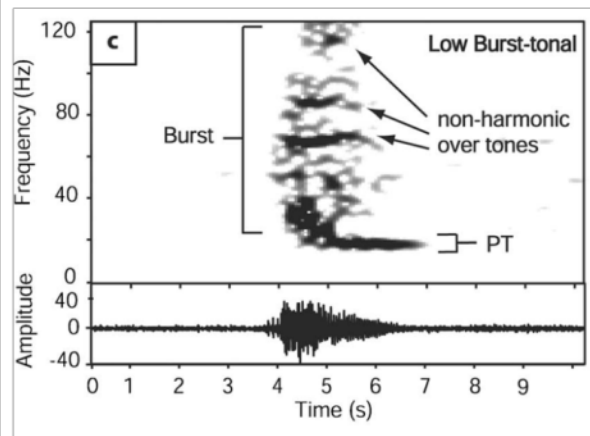 c
Low Burst-tonal
120
80
40
0
Frequency (Hz)
Burst
non-harmonic
over tones
PT
Amplitude
40
0
-40
0 1 2 3 4 5 6 7 8 9
Time (s)